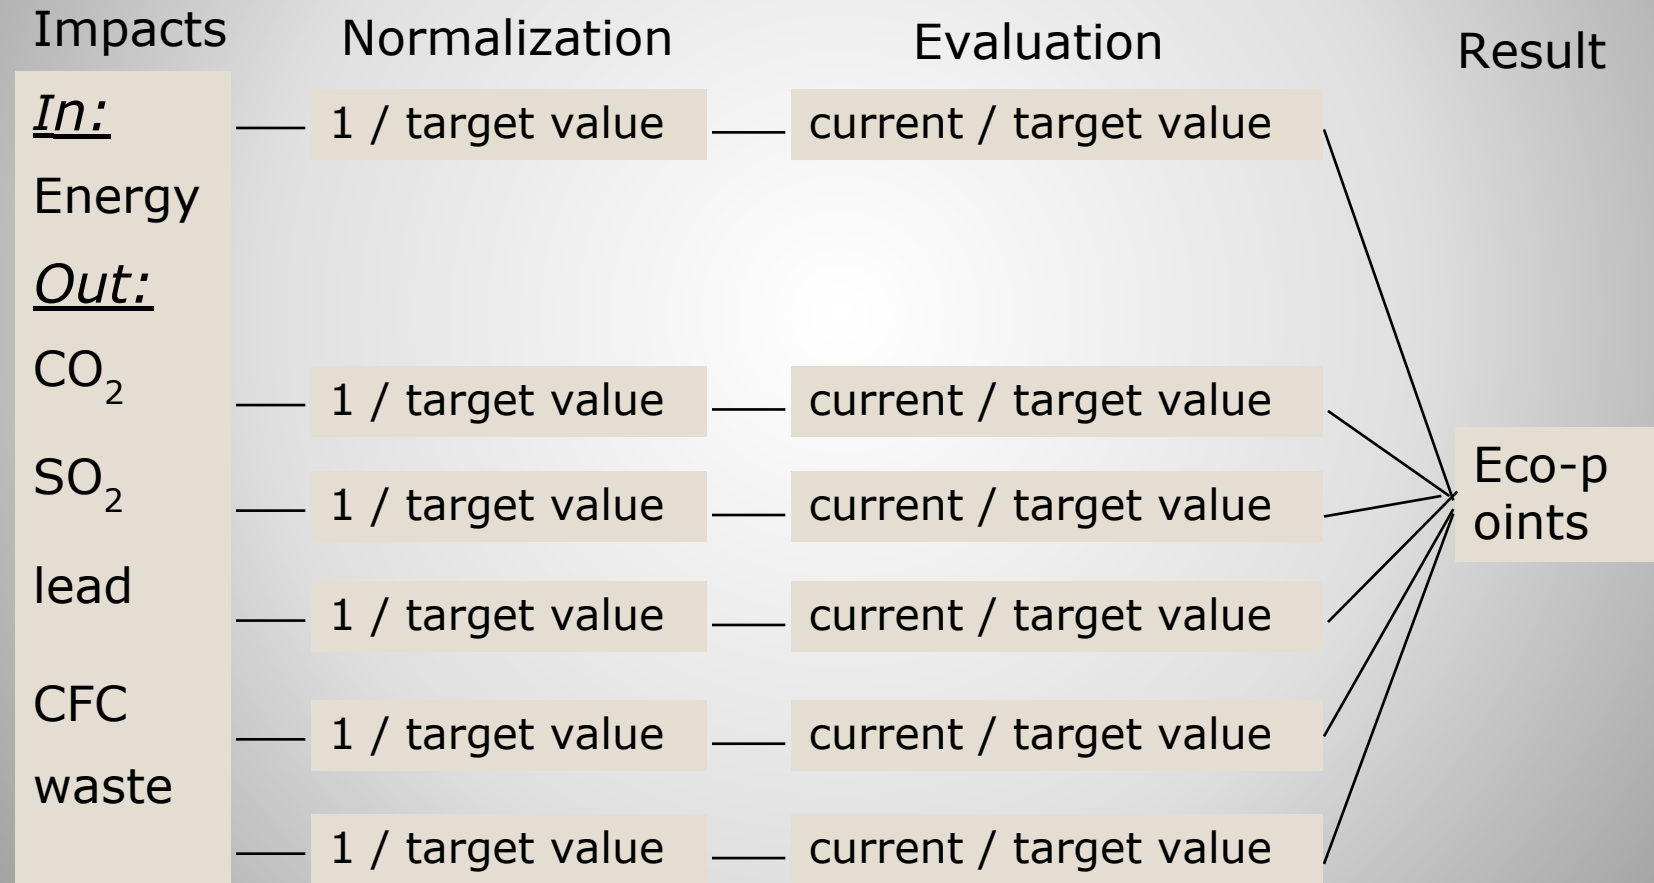 Impacts
Normalization
Evaluation
Result
In:
1 / target value
current / target value
Energy
Out:
CO₂
1 / target value
current / target value
SO₂
1 / target value
current / target value
Eco-p
oints
lead
1 / target value
current / target value
CFC
1 / target value
current / target value
waste
1 / target value
current / target value